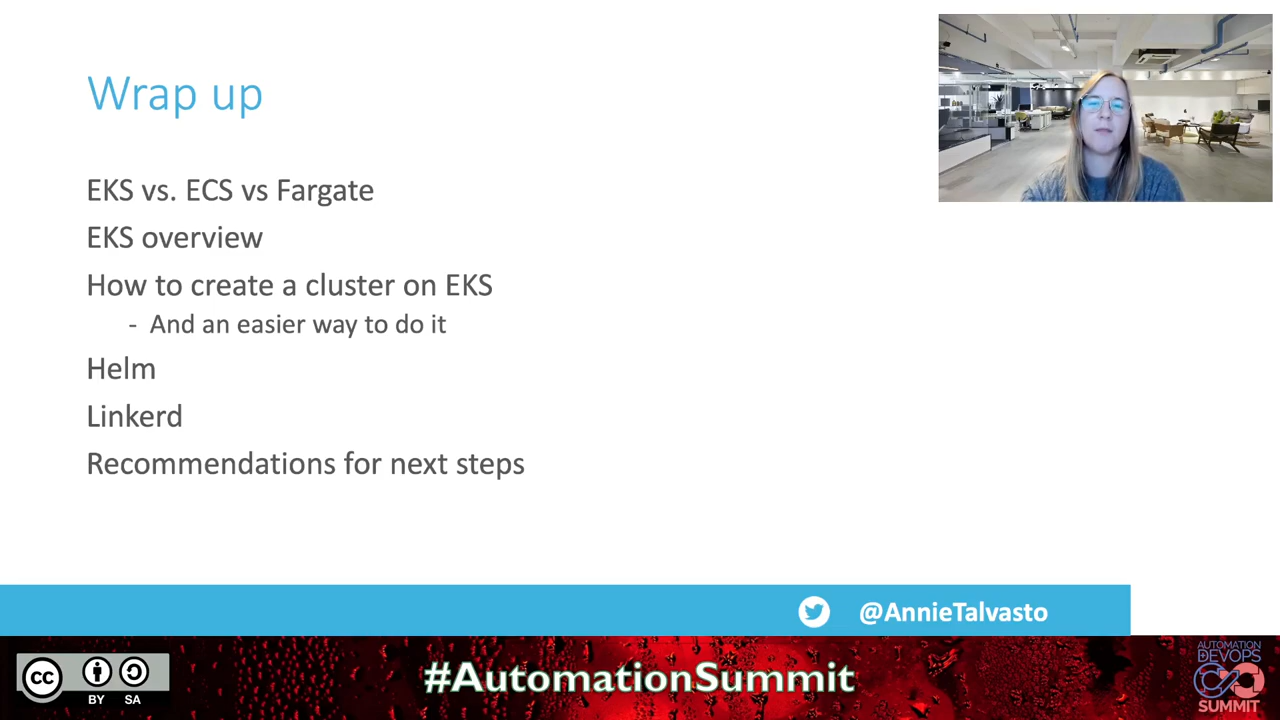 Wrap up
EKS vs. ECS vs Fargate
EKS overview
How to create a cluster on EKS
- And an easier way to do it
Helm
Linkerd
Recommendations for next steps
@AnnieTalvasto
cc
BY SA
#AutomationSummit
AUTOMATION
DEVOPS
SUMMIT